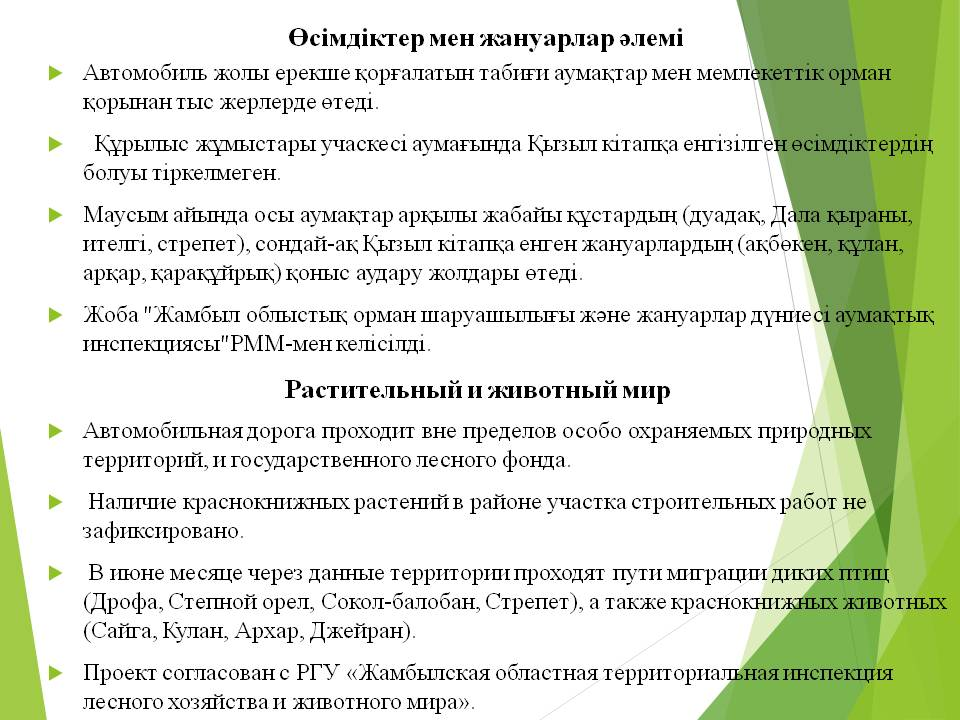 Өсімдіктер мен жануарлар әлемі
Автомобиль жолы ерекше қорғалатын табиғи аумақтар мен мемлекеттік орман
қорынан тыс жерлерде өтеді.
Құрылыс жұмыстары учаскесі аумағында Қызыл кітапқа енгізілген өсімдіктердің
болуы тіркелмеген.
Маусым айында осы аумақтар арқылы жабайы құстардың (дуадақ, Дала қыраны,
ителгі, стрепет), сондай-ақ Қызыл кітапқа енген жануарлардың (ақбөкен, құлан,
арқар, қарақұйрық) қоныс аудару жолдары өтеді.
Жоба "Жамбыл облыстық орман шаруашылығы және жануарлар дүниесі аумақтық
инспекциясы"РММ-мен келісілді.
Растительный и животный мир
Автомобильная дорога проходит вне пределов особо охраняемых природных
территорий, и государственного лесного фонда.
Наличие краснокнижных растений в районе участка строительных работ не
зафиксировано.
В июне месяце через данные территории проходят пути миграции диких птиц
(Дрофа, Степной орел, Сокол-балобан, Стрепет), а также краснокнижных животных
(Сайга, Кулан, Архар, Джейран).
Проект согласован с РГУ «Жамбылская областная территориальная инспекция
лесного хозяйства и животного мира».